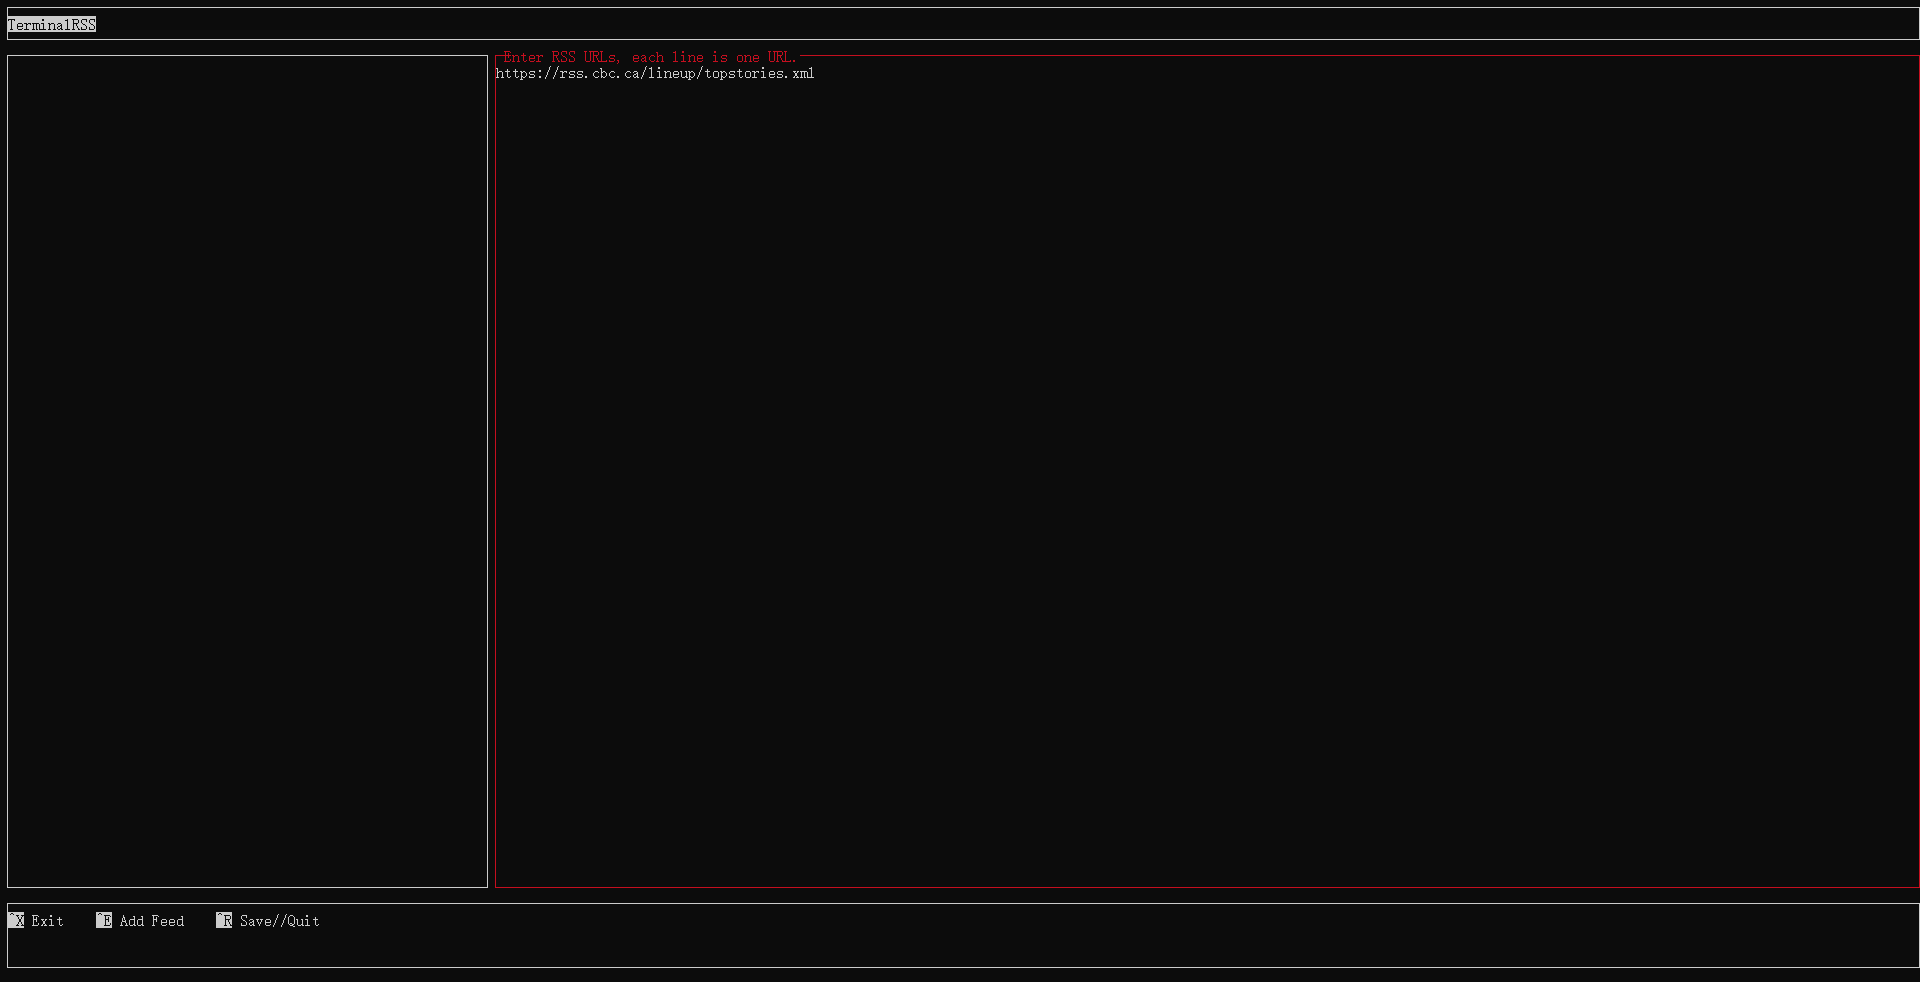 TerminalRSS
Enter RSS URLs, each line is one URL.
https://rss.cbc.ca/lineup/topstories.xml
^X Exit ^E Add Feed ^R Save//Quit